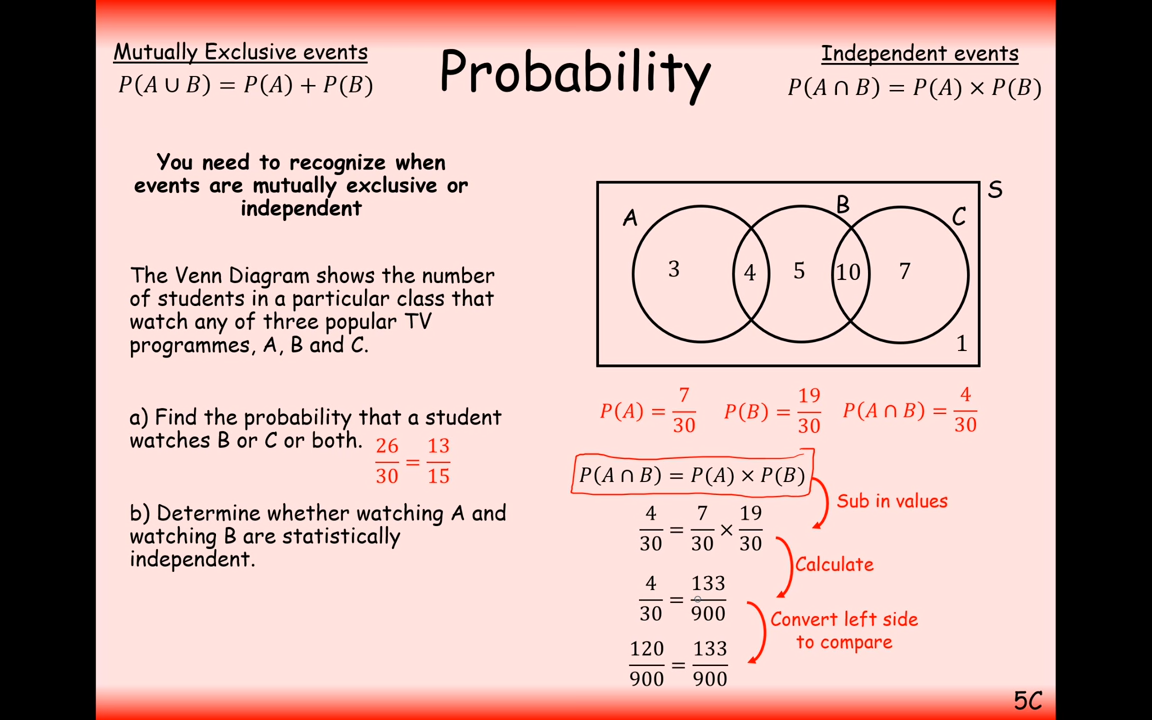 Mutually Exclusive events
P(A ∪ B) = P(A) + P(B)
Probability
Independent events
P(A ∩ B) = P(A) × P(B)
You need to recognize when
events are mutually exclusive or
independent
The Venn Diagram shows the number
of students in a particular class that
watch any of three popular TV
programmes, A, B and C.
a) Find the probability that a student
watches B or C or both.
26/30 = 13/15
b) Determine whether watching A and
watching B are statistically
independent.
S
A
B
C
3 4 5 10 7
1
P(A) = 7/30 P(B) = 19/30 P(A ∩ B) = 4/30
P(A ∩ B) = P(A) × P(B)
Sub in values
4/30 = 7/30 × 19/30
Calculate
4/30 = 133/900
Convert left side
to compare
120/900 = 133/900
5C